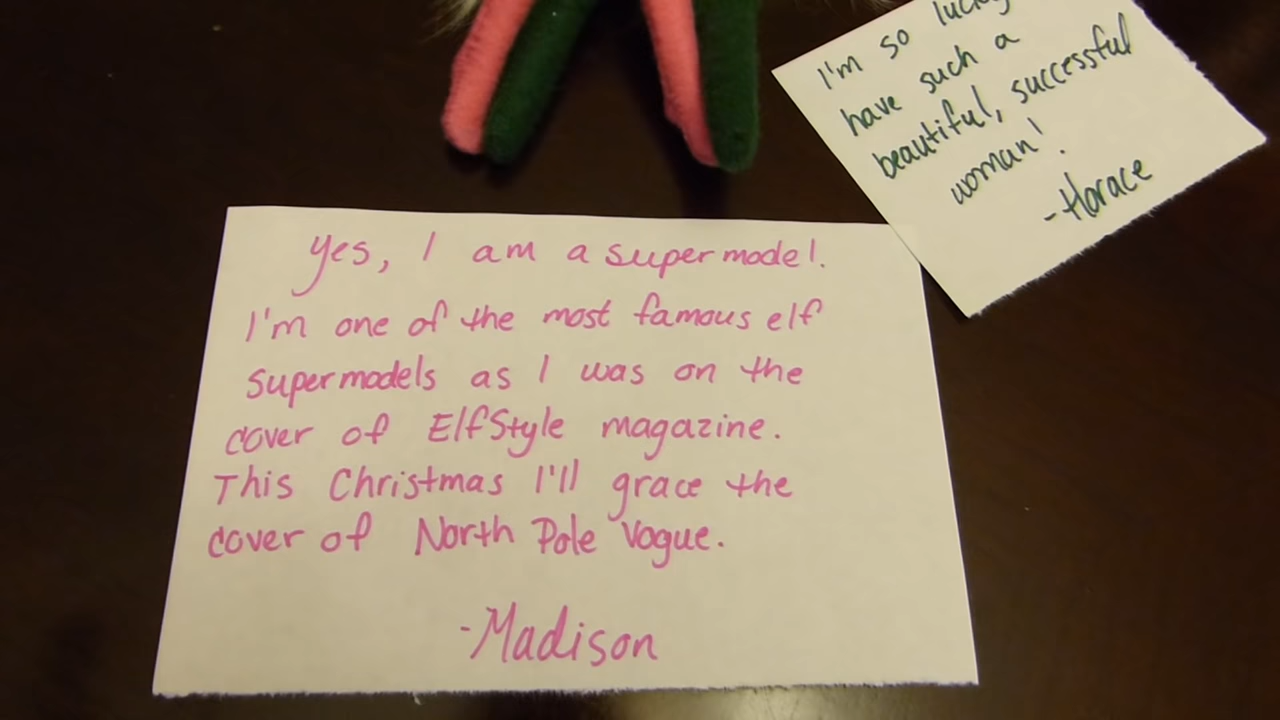 Yes, I am a supermodel.
I'm one of the most famous elf
supermodels as I was on the
cover of ElfStyle magazine.
This Christmas I'll grace the
cover of North Pole Vogue.
-Madison
I'm so lucky
have such a
beautiful, successful
woman!
-Horace